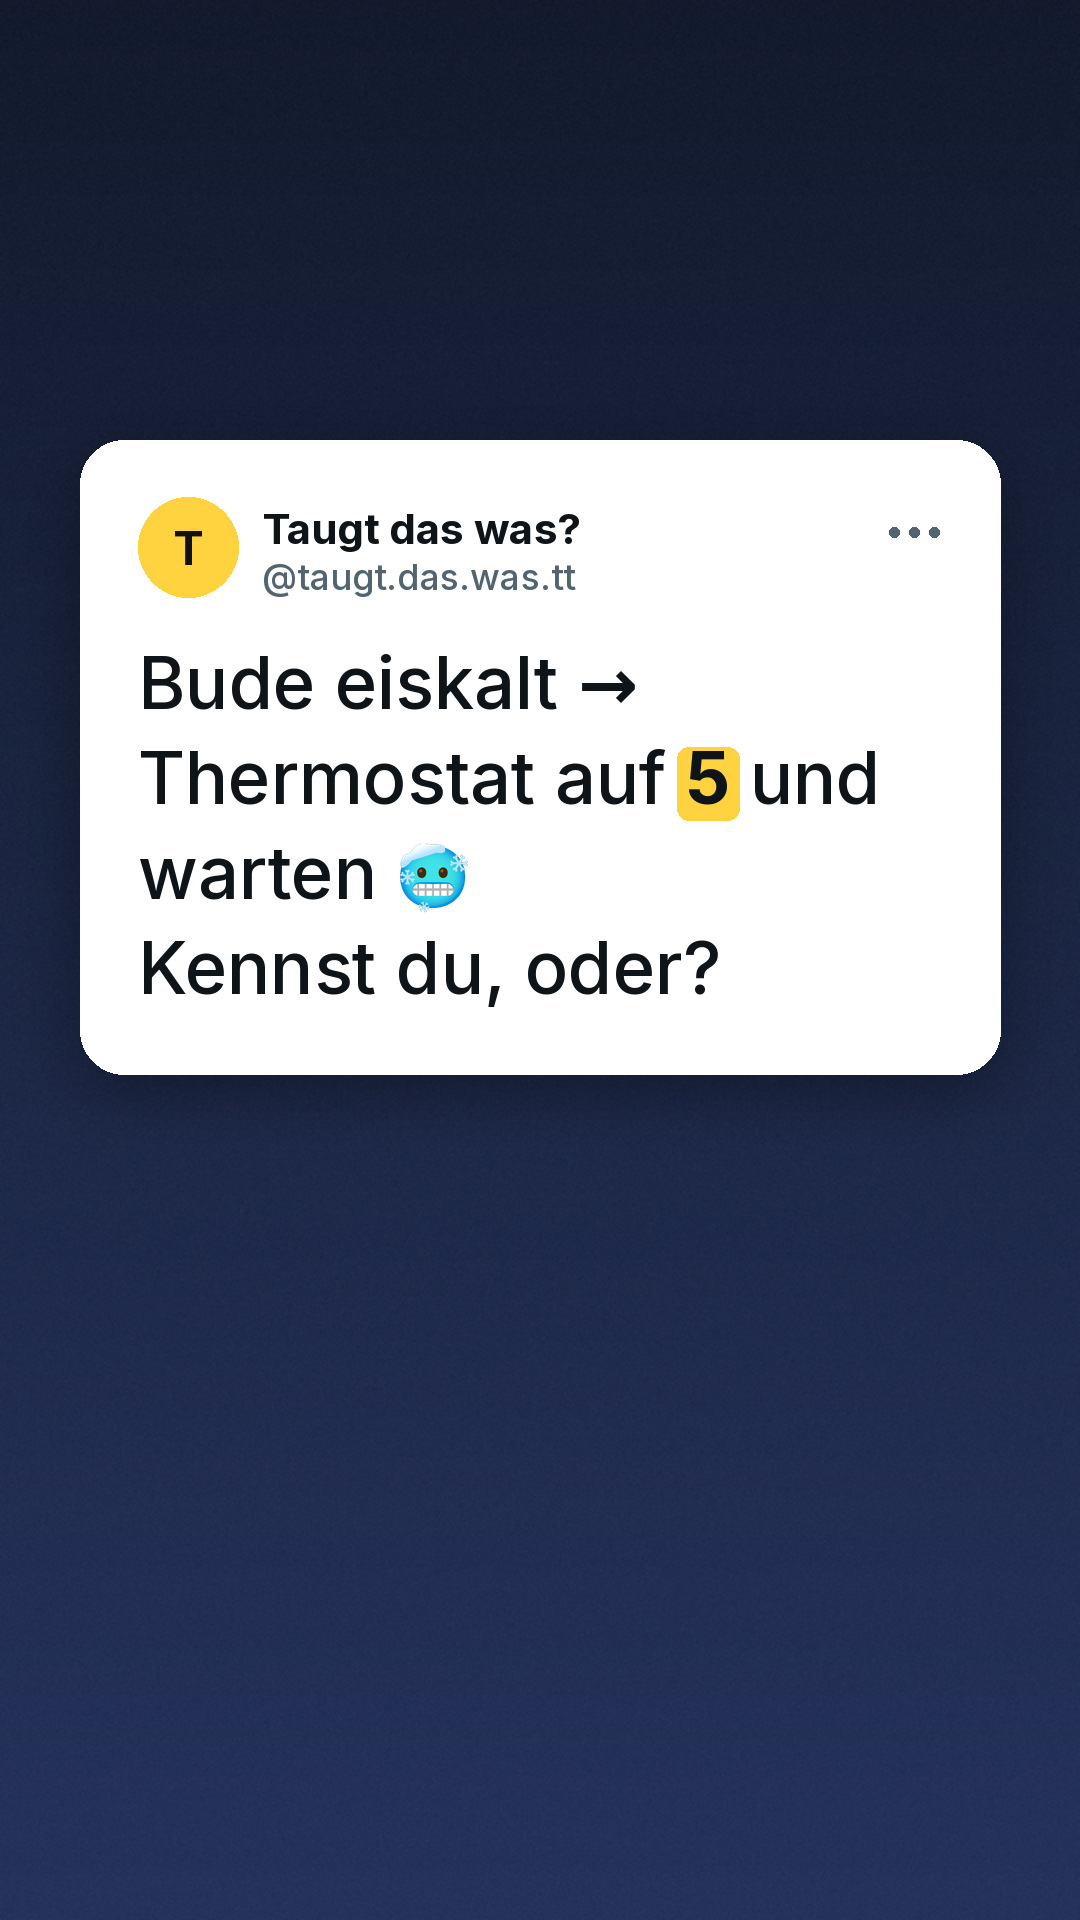 T
Taugt das was?
@taugt.das.was.tt
Bude eiskalt →
Thermostat auf 5 und
warten 🥶
Kennst du, oder?